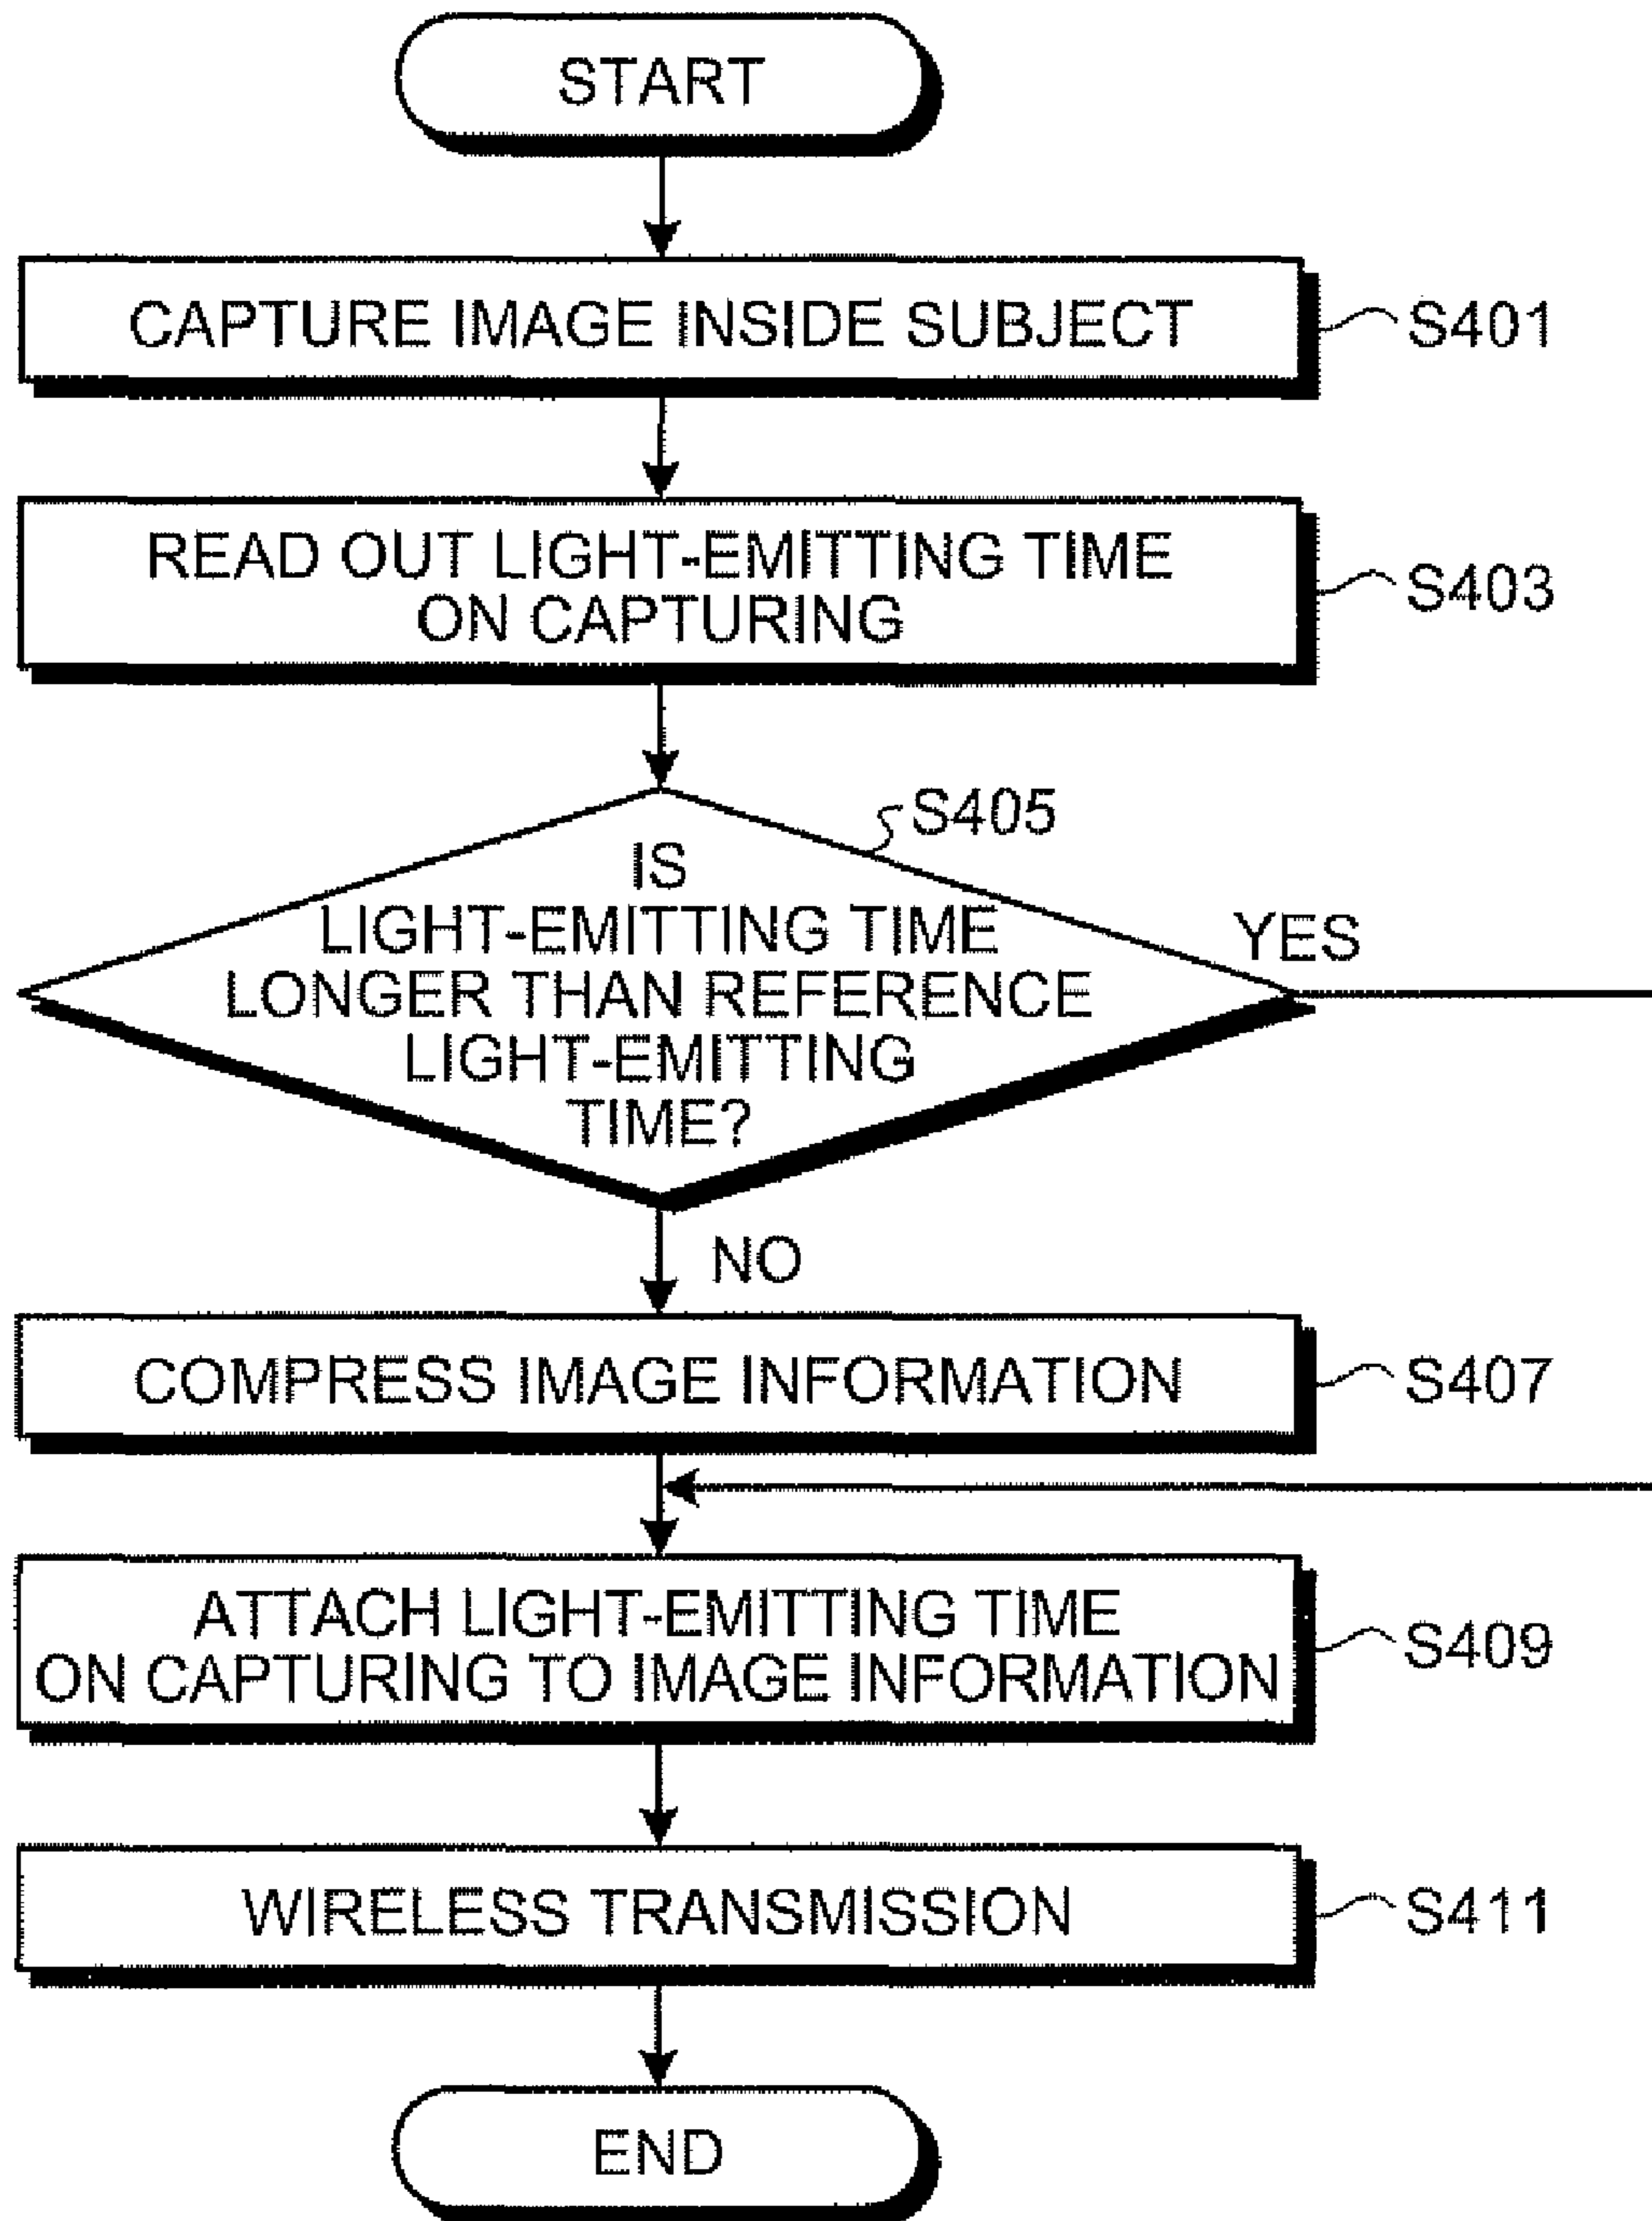 START
CAPTURE IMAGE INSIDE SUBJECT
S401
READ OUT LIGHT-EMITTING TIME
ON CAPTURING
S403
S405
IS
LIGHT-EMITTING TIME
LONGER THAN REFERENCE
LIGHT-EMITTING
TIME?
YES
NO
COMPRESS IMAGE INFORMATION
S407
ATTACH LIGHT-EMITTING TIME
ON CAPTURING TO IMAGE INFORMATION
S409
WIRELESS TRANSMISSION
S411
END